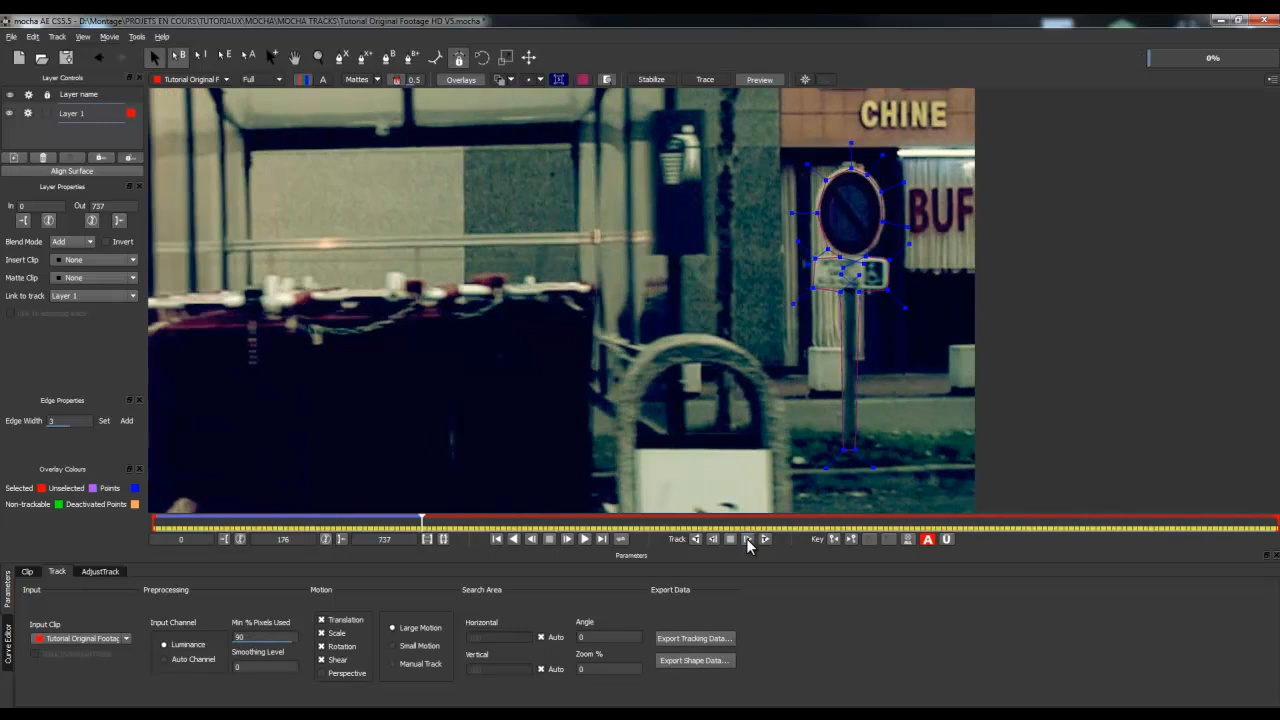 mocha AE CS5.5 - D:\Montage\PROJETS EN COURS\TUTORIAUX\MOCHA\MOCHA TRACKS\Tutorial Original Footage HD V5.mocha *
File Edit Track View Movie Tools Help
0%
Layer Controls
Tutorial Original F Full Mattes 0.5 Overlays Stabilize Trace Preview
Layer name
Layer 1
CHINE
BUF
Align Surface
Layer Properties
In 0 Out 737
Blend Mode Add Invert
Insert Clip None
Matte Clip None
Link to track Layer 1
Edge Properties
Edge Width 3 Set Add
Overlay Colours
Selected Unselected Points
Non-trackable Deactivated Points
0 176 737 Track Key A Ü
Parameters
Parameters
Curve Editor
Clip Track AdjustTrack
Input Preprocessing Motion Search Area Export Data
Input Clip
Tutorial Original Footag
Input Channel
Luminance
Auto Channel
Min % Pixels Used
90
Smoothing Level
0
Translation
Scale
Rotation
Shear
Perspective
Large Motion
Small Motion
Manual Track
Horizontal
Auto
Vertical
Auto
Angle
0
Zoom %
0
Export Tracking Data...
Export Shape Data...